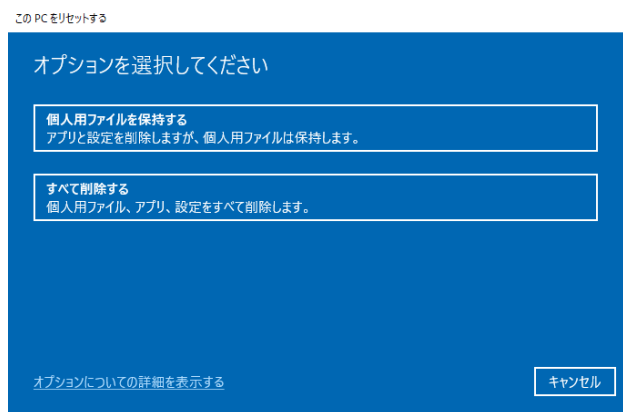 この PC をリセットする
オプションを選択してください
個人用ファイルを保持する
アプリと設定を削除しますが、個人用ファイルは保持します。
すべて削除する
個人用ファイル、アプリ、設定をすべて削除します。
オプションについての詳細を表示する
キャンセル